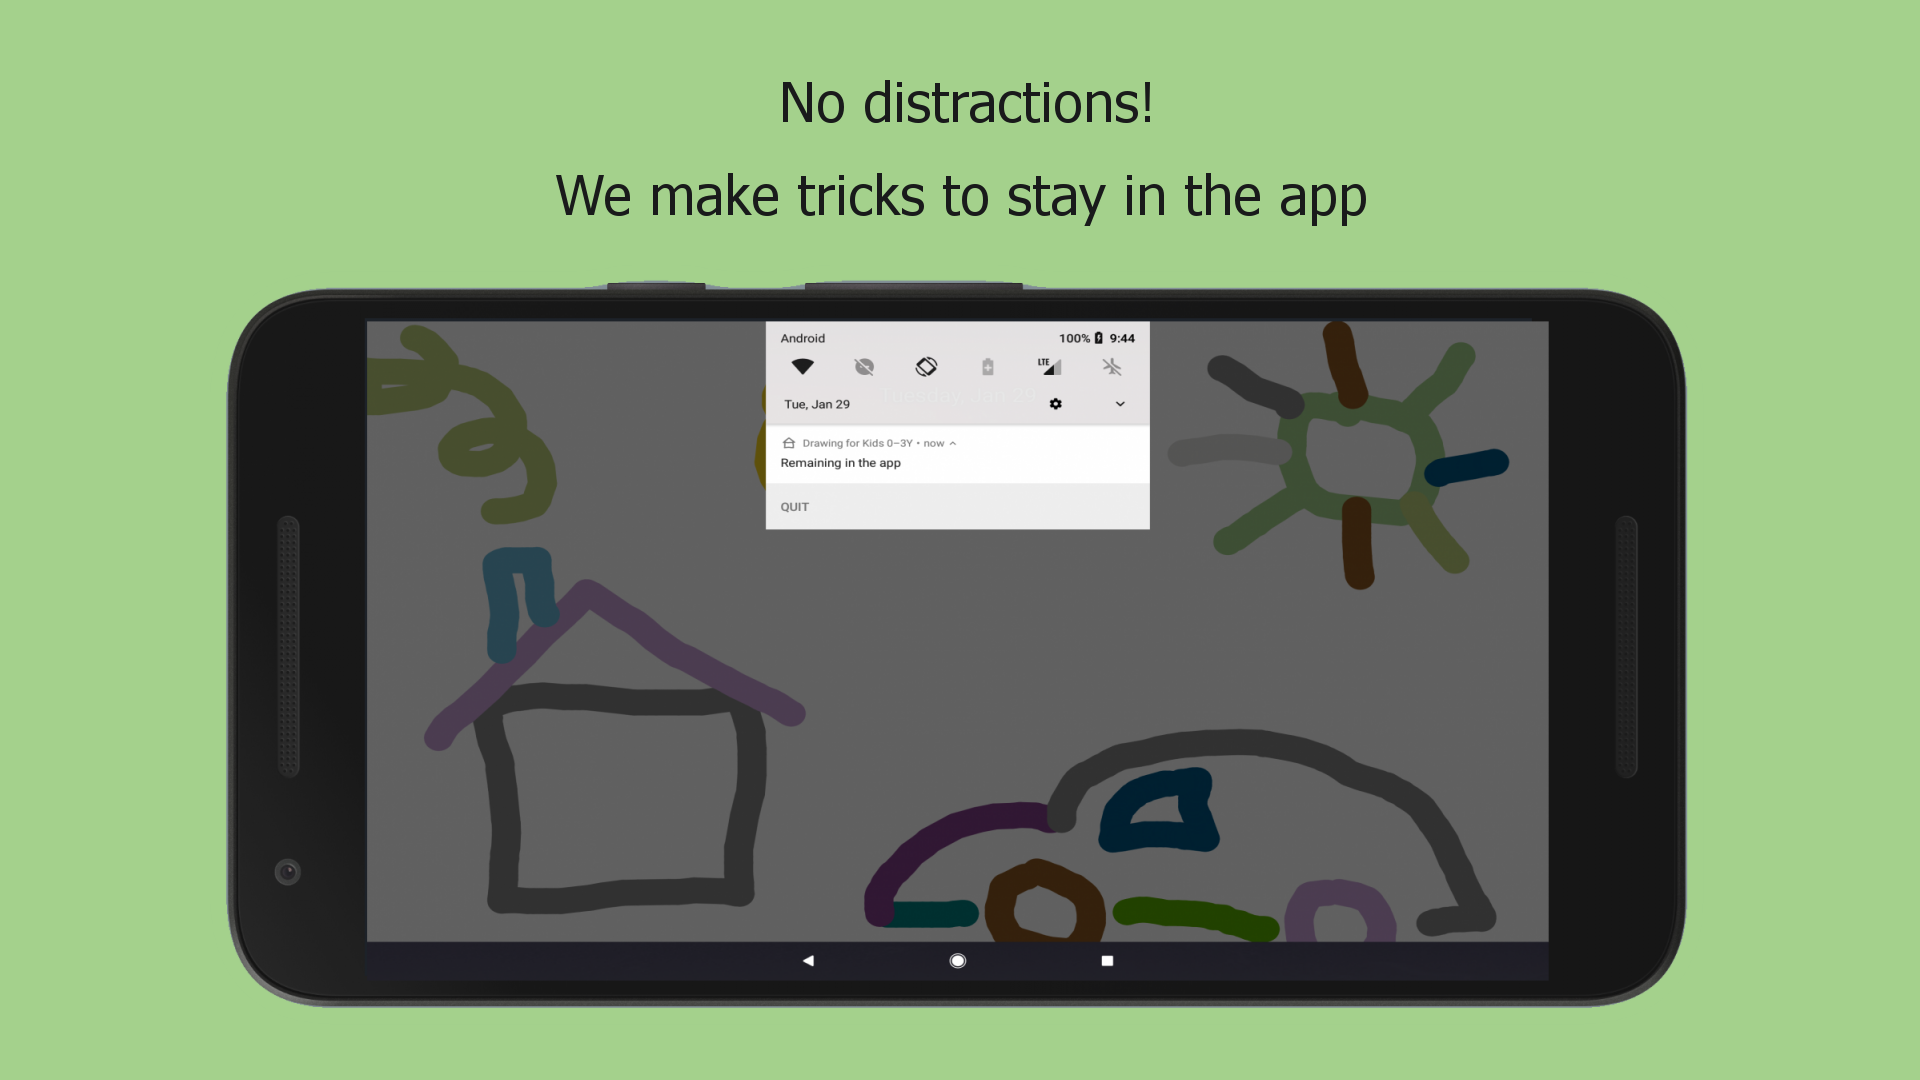 No distractions!
We make tricks to stay in the app
Android 100% 9:44
LTE
Tue, Jan 29
Drawing for Kids 0–3Y • now
Remaining in the app
QUIT